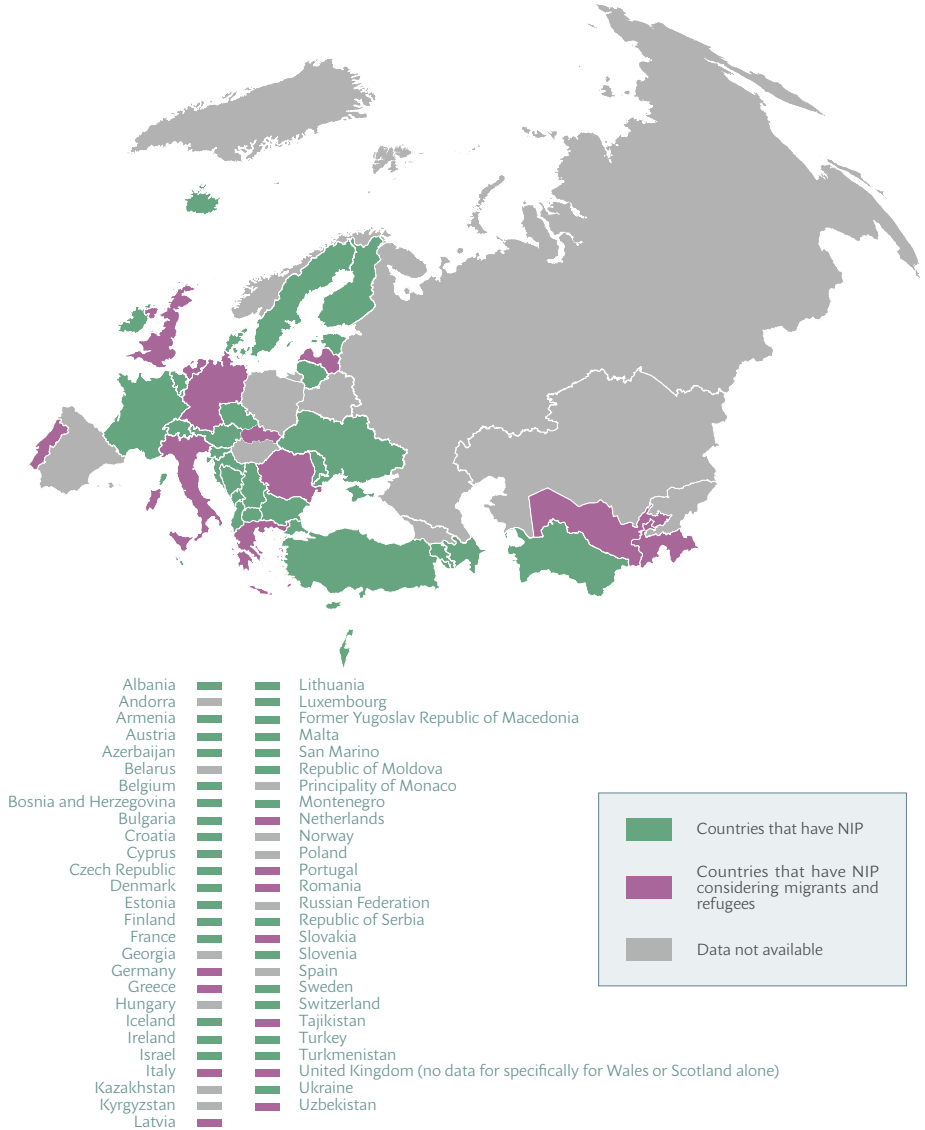 Albania
Andorra
Armenia
Austria
Azerbaijan
Belarus
Belgium
Bosnia and Herzegovina
Bulgaria
Croatia
Cyprus
Czech Republic
Denmark
Estonia
Finland
France
Georgia
Germany
Greece
Hungary
Iceland
Ireland
Israel
Italy
Kazakhstan
Kyrgyzstan
Latvia
Lithuania
Luxembourg
Former Yugoslav Republic of Macedonia
Malta
San Marino
Republic of Moldova
Principality of Monaco
Montenegro
Netherlands
Norway
Poland
Portugal
Romania
Russian Federation
Republic of Serbia
Slovakia
Slovenia
Spain
Sweden
Switzerland
Tajikistan
Turkey
Turkmenistan
United Kingdom (no data for specifically for Wales or Scotland alone)
Ukraine
Uzbekistan
Countries that have NIP
Countries that have NIP
considering migrants and
refugees
Data not available